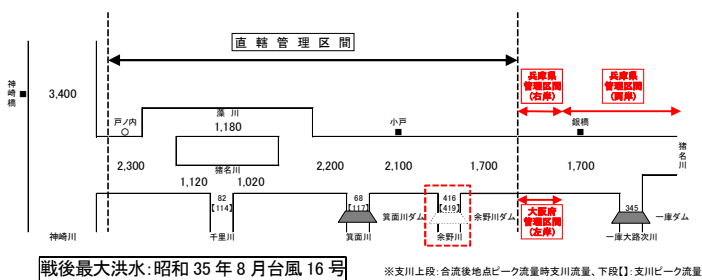 直轄管理区間
兵庫県
管理区間
(右岸)
兵庫県
管理区間
(両岸)
神崎橋
3,400
戸ノ内
藻川
1,180
小戸
銀橋
猪名川
2,300
猪名川
2,200
2,100
1,700
1,700
1,120
1,020
82
【114】
68
【117】
416
【419】
345
箕面川ダム
余野川ダム
大阪府
管理区間
(左岸)
一庫ダム
神崎川
千里川
箕面川
余野川
一庫大路次川
戦後最大洪水:昭和35年8月台風16号
※支川上段:合流後地点ピーク流量時支川流量、下段【】:支川ピーク流量